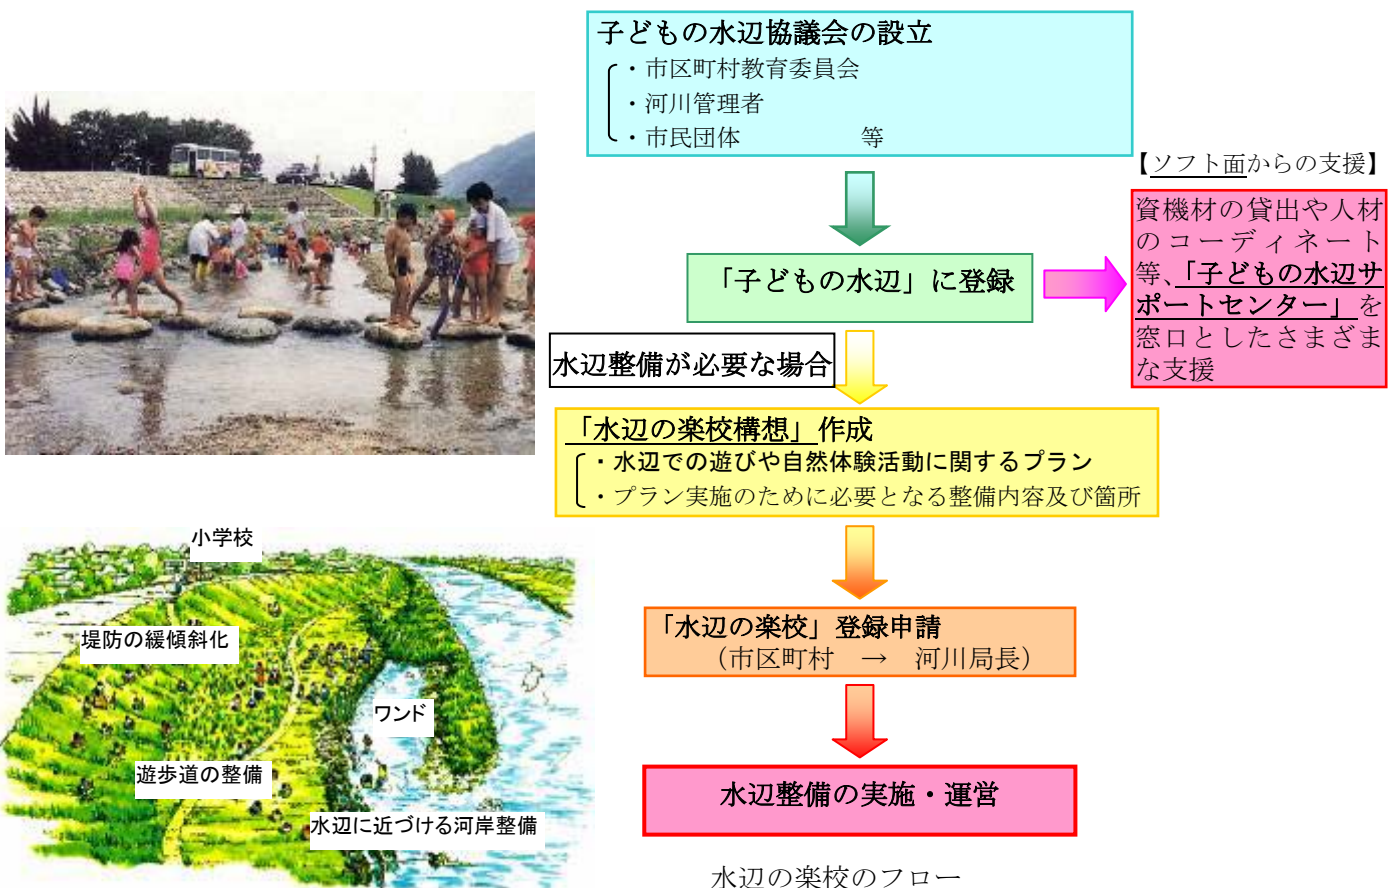 子どもの水辺協議会の設立
・市区町村教育委員会
・河川管理者
・市民団体　　　　　等
【ソフト面からの支援】
資機材の貸出や人材
のコーディネート
等、「子どもの水辺サ
ポートセンター」を
窓口としたさまざま
な支援
「子どもの水辺」に登録
水辺整備が必要な場合
「水辺の楽校構想」作成
・水辺での遊びや自然体験活動に関するプラン
・プラン実施のために必要となる整備内容及び箇所
「水辺の楽校」登録申請
（市区町村　→　河川局長）
水辺整備の実施・運営
水辺の楽校のフロー
小学校
堤防の緩傾斜化
ワンド
遊歩道の整備
水辺に近づける河岸整備